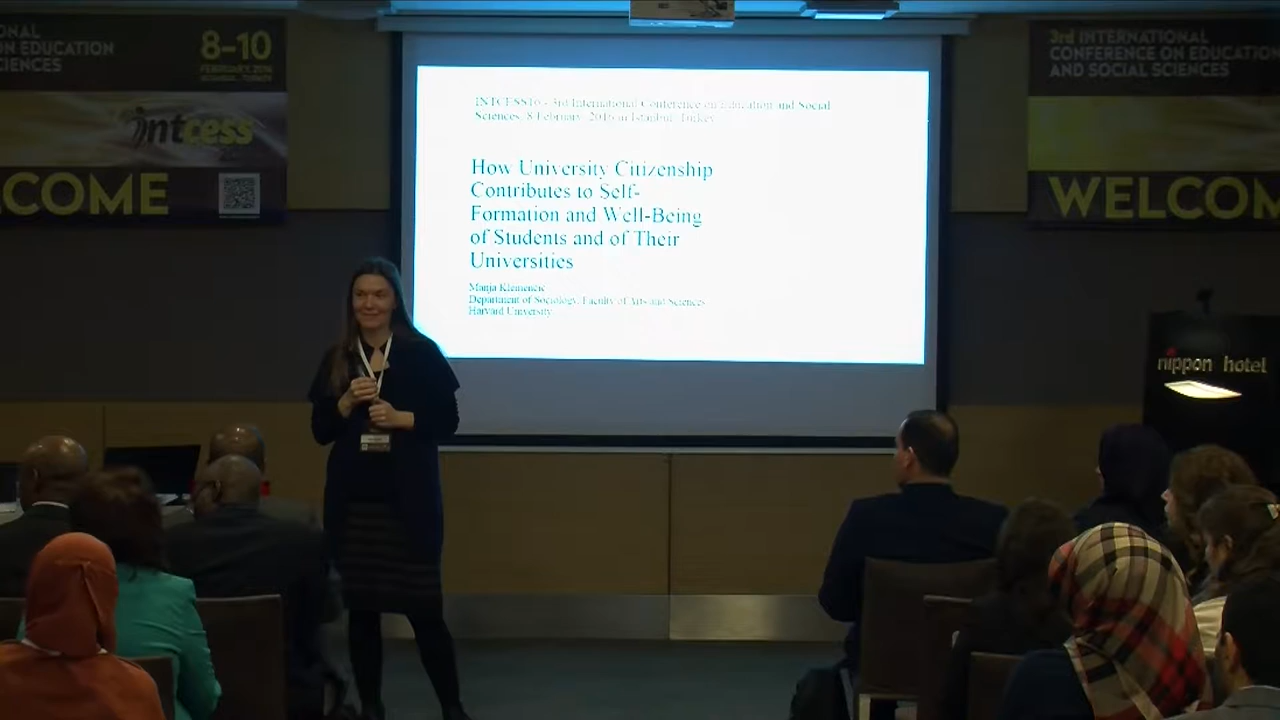 ONAL
ON EDUCATION
CIENCES
8–10
FEBRUARY, 2016
intcess
COME
INTCESS16 - 3rd International Conference on Education and Social
Sciences, 8 February, 2016 in Istanbul, Turkey
How University Citizenship
Contributes to Self-
Formation and Well-Being
of Students and of Their
Universities
Manja Klemencic
Department of Sociology, Faculty of Arts and Sciences
Harvard University
3rd INTERNATIONAL
CONFERENCE ON EDUCATION
AND SOCIAL SCIENCES
WELCOM
nippon hotel